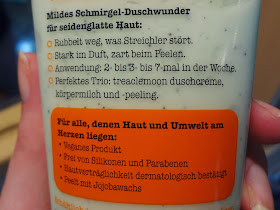 Mildes Schmirgel-Duschwunder
für seidenglatte Haut:
Rubbelt weg, was Streichler stört.
Stark im Duft, zart beim Peelen.
Anwendung: 2- bis 3- bis 7-mal in der Woche.
Perfektes Trio: treaclemoon duschcreme,
körpermilch und -peeling.
Für alle, denen Haut und Umwelt am
Herzen liegen:
• Veganes Produkt
• Frei von Silikonen und Parabenen
• Hautverträglichkeit dermatologisch bestätigt
• Peelt mit Jojobawachs